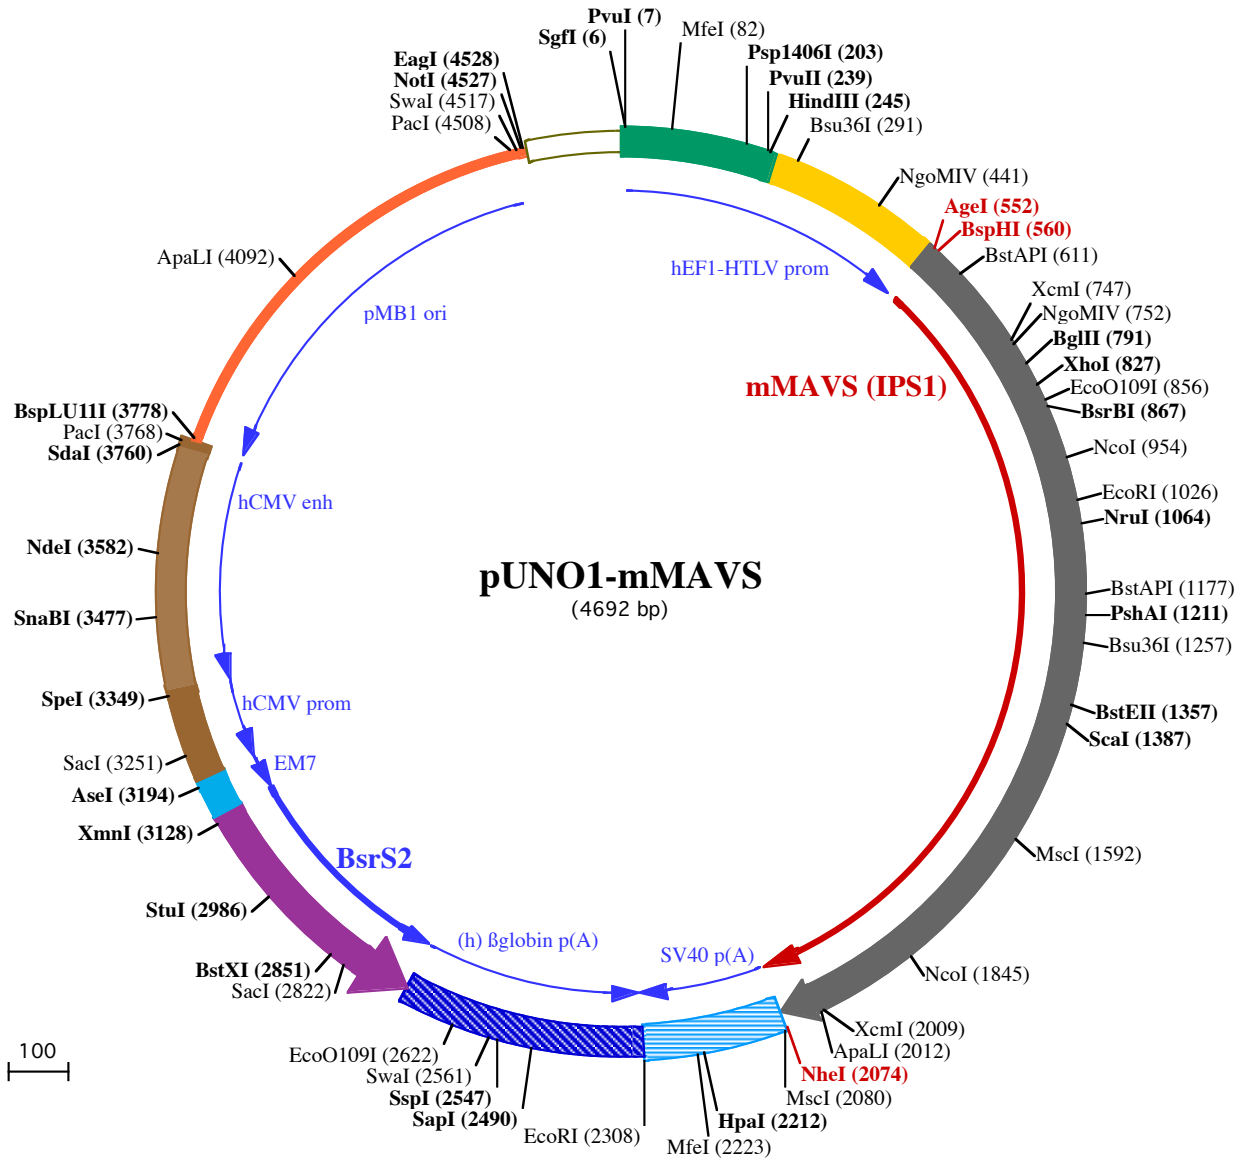 PvuI (7)
SgfI (6)
MfeI (82)
Psp1406I (203)
PvuII (239)
HindIII (245)
Bsu36I (291)
NgoMIV (441)
AgeI (552)
BspHI (560)
BstAPI (611)
XcmI (747)
NgoMIV (752)
BglII (791)
XhoI (827)
EcoO109I (856)
BsrBI (867)
NcoI (954)
EcoRI (1026)
NruI (1064)
BstAPI (1177)
PshAI (1211)
Bsu36I (1257)
BstEII (1357)
ScaI (1387)
MscI (1592)
NcoI (1845)
XcmI (2009)
ApaLI (2012)
NheI (2074)
MscI (2080)
HpaI (2212)
MfeI (2223)
EcoRI (2308)
SapI (2490)
SspI (2547)
SwaI (2561)
EcoO109I (2622)
SacI (2822)
BstXI (2851)
StuI (2986)
XmnI (3128)
AseI (3194)
SacI (3251)
SpeI (3349)
SnaBI (3477)
NdeI (3582)
SdaI (3760)
PacI (3768)
BspLU11I (3778)
ApaLI (4092)
PacI (4508)
SwaI (4517)
NotI (4527)
EagI (4528)
hEF1-HTLV prom
mMAVS (IPS1)
SV40 p(A)
(h) ßglobin p(A)
BsrS2
EM7
hCMV prom
hCMV enh
pMB1 ori
pUNO1-mMAVS
(4692 bp)
100